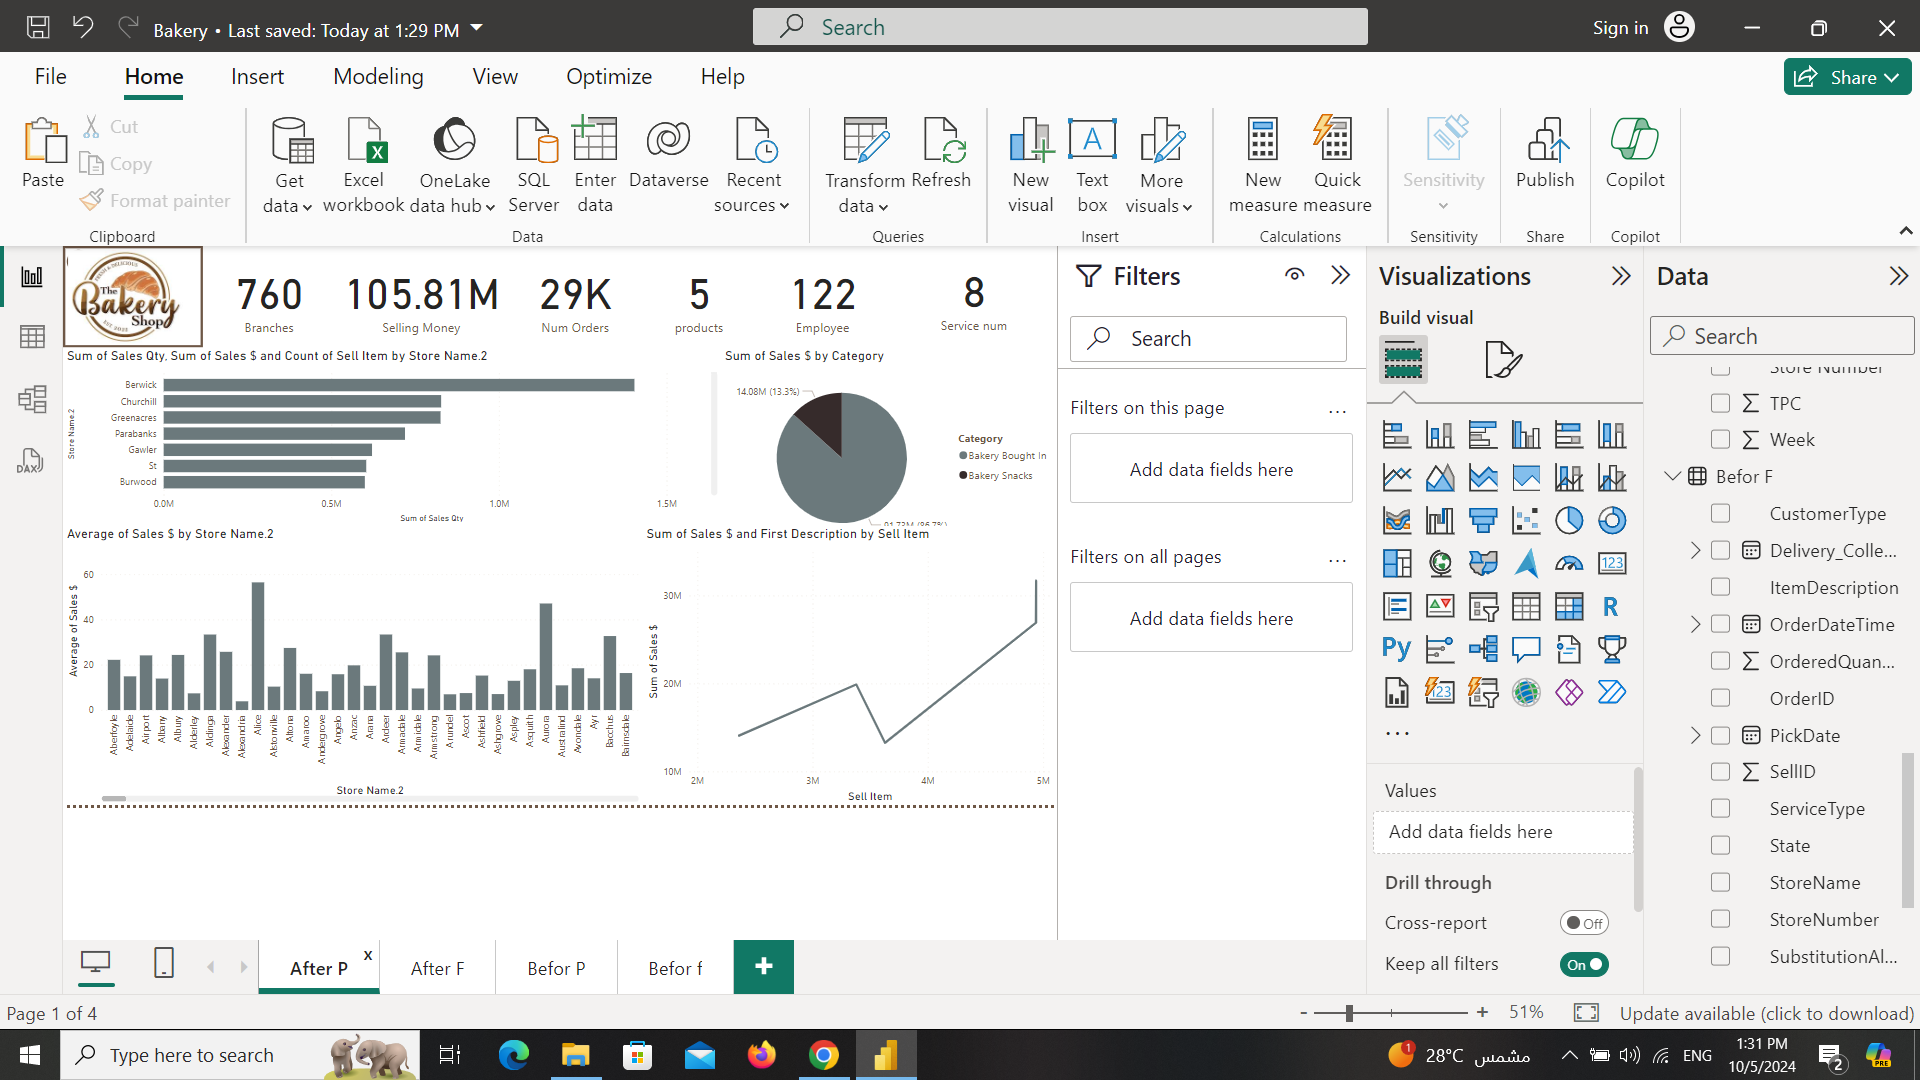 Bakery • Last saved: Today at 1:29 PM
Search
Sign in
File Home Insert Modeling View Optimize Help
Share
Paste
Cut
Copy
Format painter
Clipboard
Get data
Excel workbook
OneLake data hub
SQL Server
Enter data
Dataverse
Recent sources
Data
Transform data
Refresh
Queries
New visual
Text box
More visuals
Insert
New measure
Quick measure
Calculations
Sensitivity
Sensitivity
Publish
Share
Copilot
Copilot
DAX
FRESH & DELICIOUS
The
Bakery
Shop
760
Branches
105.81M
Selling Money
29K
Num Orders
5
products
122
Employee
8
Service num
Sum of Sales Qty, Sum of Sales $ and Count of Sell Item by Store Name.2
Store Name.2
Berwick
Churchill
Greenacres
Parabanks
Gawler
St
Burwood
0.0M 0.5M 1.0M 1.5M
Sum of Sales Qty
Sum of Sales $ by Category
14.08M (13.3%)
91.73M (86.7%)
Category
Bakery Bought In
Bakery Snacks
Average of Sales $ by Store Name.2
Average of Sales $
60
40
20
0
Aberfoyle
Adelaide
Airport
Albany
Albury
Alderley
Aldinga
Alexander
Alexandria
Alice
Alstonville
Altona
Amaroo
Andergrove
Angelo
Anzac
Arana
Ardeer
Armadale
Armidale
Armstrong
Arundel
Ascot
Ashfield
Ashgrove
Aspley
Asquith
Aurora
Australind
Avondale
Ayr
Bacchus
Bairnsdale
Store Name.2
Sum of Sales $ and First Description by Sell Item
Sum of Sales $
30M
20M
10M
2M 3M 4M 5M
Sell Item
Filters
Search
Filters on this page
...
Add data fields here
Filters on all pages
...
Add data fields here
Visualizations
Build visual
123
R
Py
123
...
Values
Add data fields here
Drill through
Cross-report
Off
Keep all filters
On
Data
Search
Store Number
TPC
Week
Befor F
CustomerType
Delivery_Colle...
ItemDescription
OrderDateTime
OrderedQuan...
OrderID
PickDate
SellID
ServiceType
State
StoreName
StoreNumber
SubstitutionAl...
After P x
After F
Befor P
Befor f
+
Page 1 of 4
- + 51%
Update available (click to download)
Type here to search
1
28°C مشمس
ENG
1:31 PM
10/5/2024
2
PRE